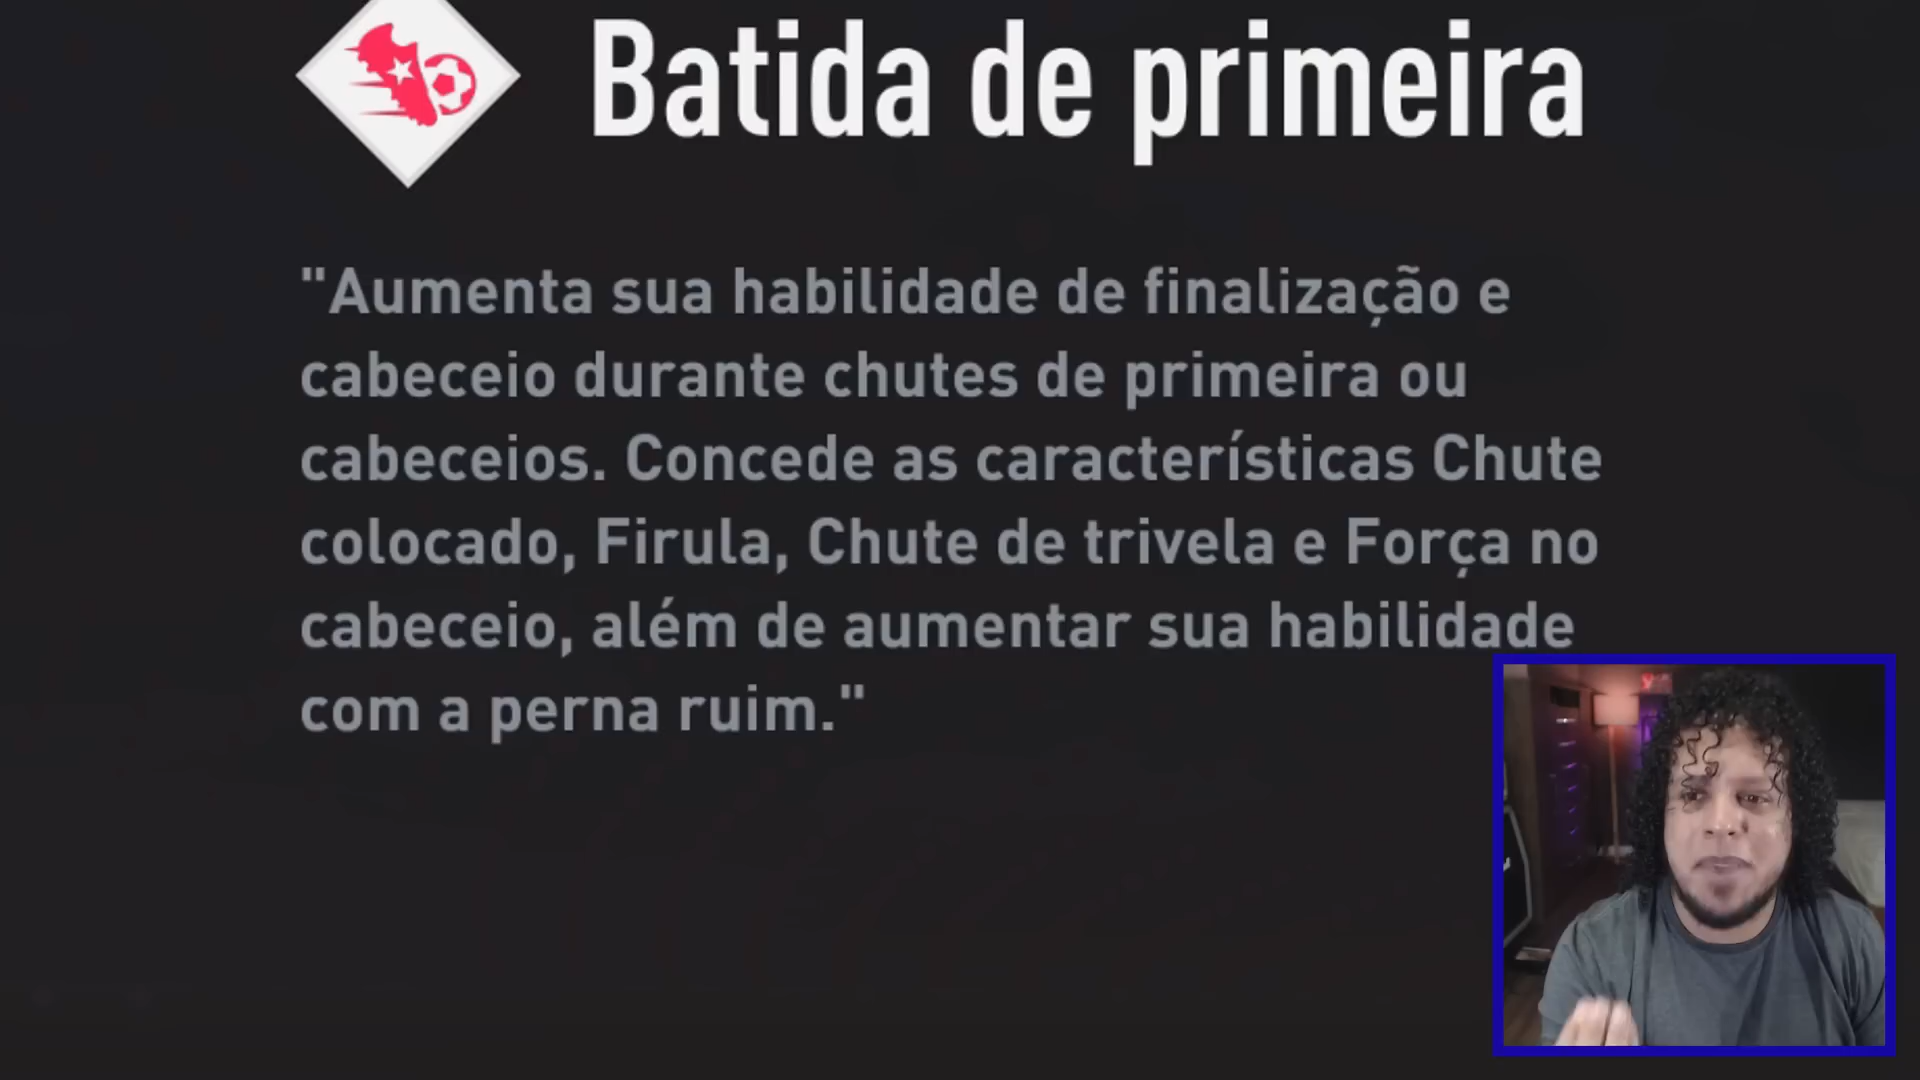 Batida de primeira
"Aumenta sua habilidade de finalização e
cabeceio durante chutes de primeira ou
cabeceios. Concede as características Chute
colocado, Firula, Chute de trivela e Força no
cabeceio, além de aumentar sua habilidade
com a perna ruim."